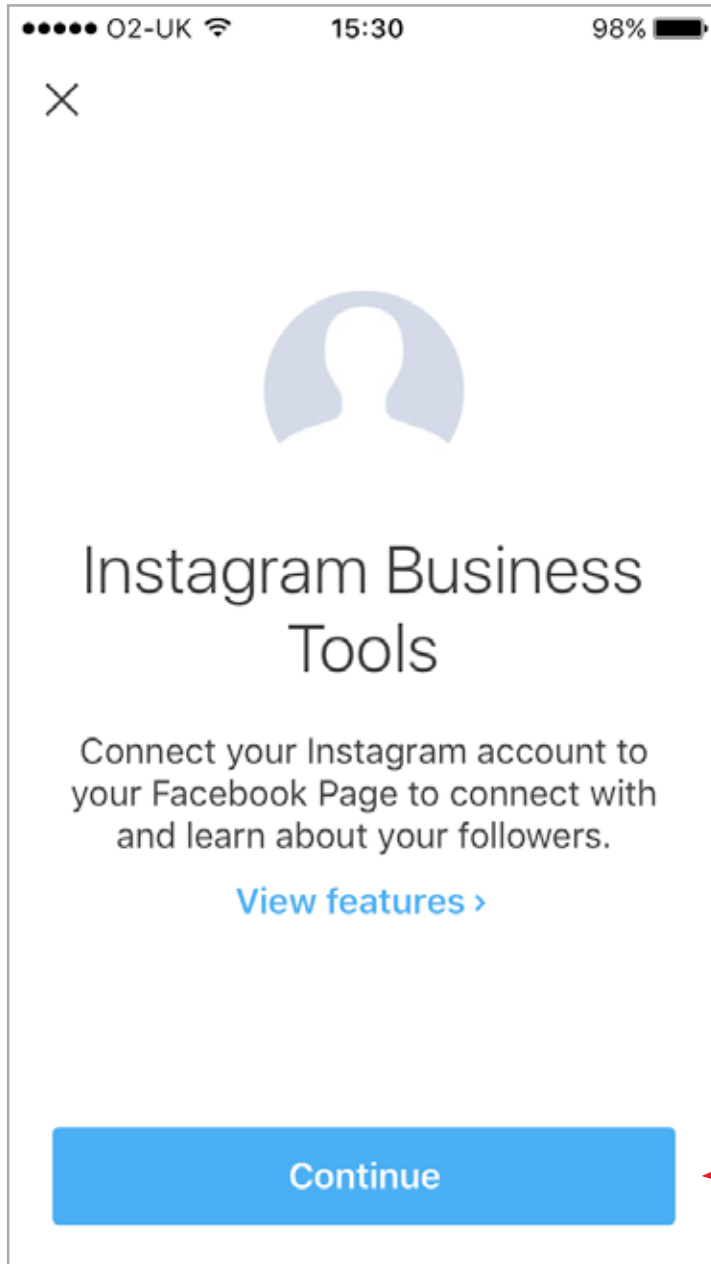 O2-UK 15:30 98%
Instagram Business
Tools
Connect your Instagram account to
your Facebook Page to connect with
and learn about your followers.
View features ›
Continue